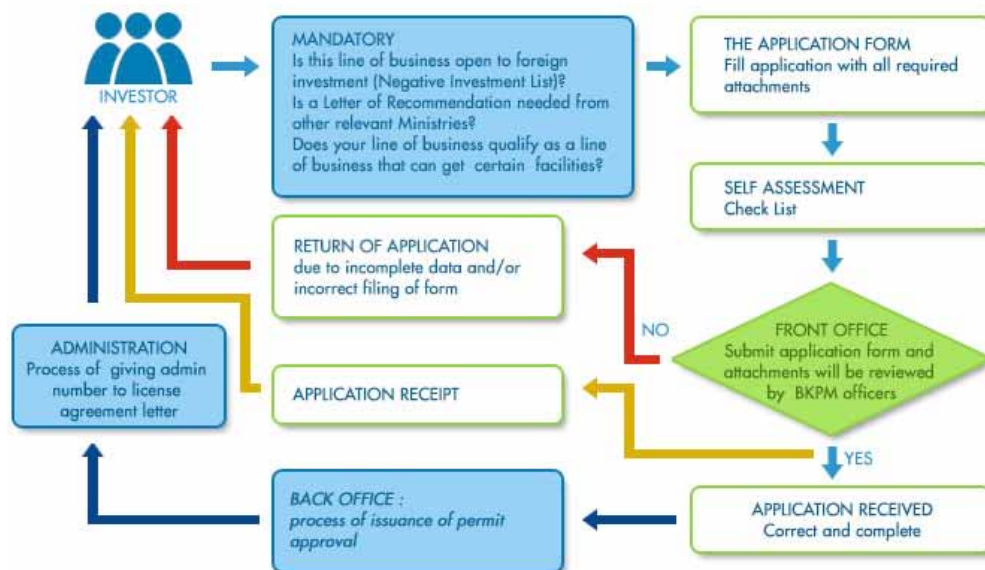 INVESTOR
MANDATORY
Is this line of business open to foreign
investment (Negative Investment List)?
Is a Letter of Recommendation needed from
other relevant Ministries?
Does your line of business qualify as a line
of business that can get certain facilities?
THE APPLICATION FORM
Fill application with all required
attachments
SELF ASSESSMENT
Check List
FRONT OFFICE
Submit application form and
attachments will be reviewed
by BKPM officers
NO
RETURN OF APPLICATION
due to incomplete data and/or
incorrect filing of form
YES
APPLICATION RECEIPT
APPLICATION RECEIVED
Correct and complete
BACK OFFICE :
process of issuance of permit
approval
ADMINISTRATION
Process of giving admin
number to license
agreement letter